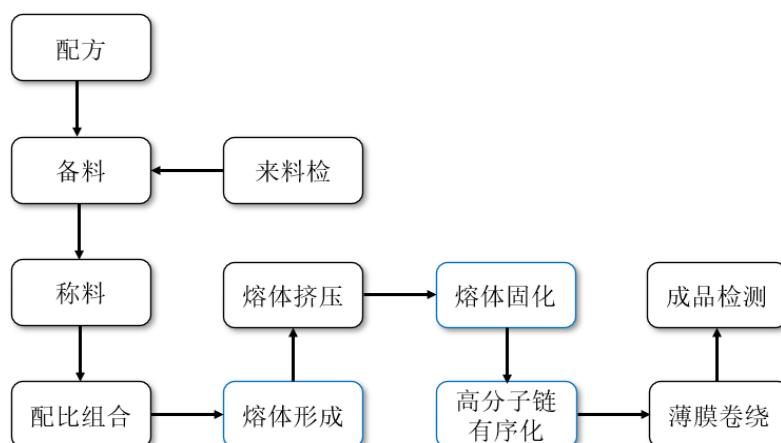 配方
备料
来料检
称料
熔体挤压
熔体固化
成品检测
配比组合
熔体形成
高分子链
有序化
薄膜卷绕